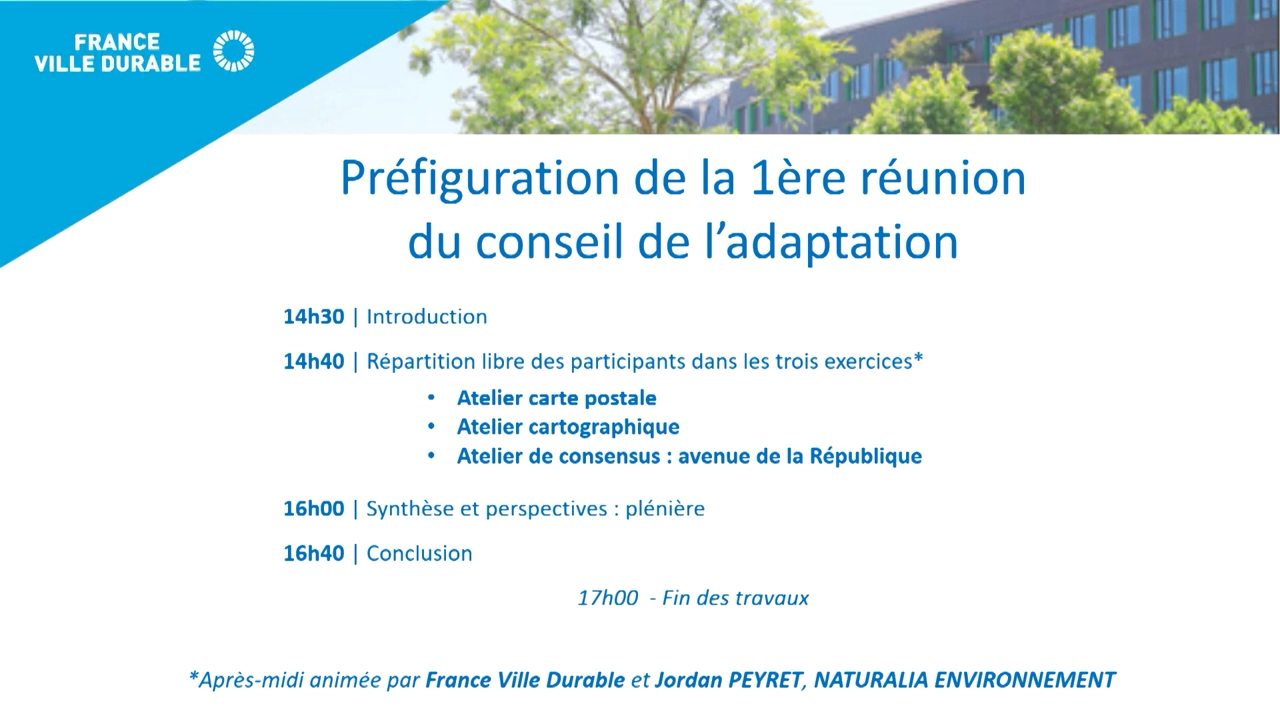 FRANCE
VILLE DURABLE
Préfiguration de la 1ère réunion
du conseil de l’adaptation
14h30 | Introduction
14h40 | Répartition libre des participants dans les trois exercices*
• Atelier carte postale
• Atelier cartographique
• Atelier de consensus : avenue de la République
16h00 | Synthèse et perspectives : plénière
16h40 | Conclusion
17h00 - Fin des travaux
*Après-midi animée par France Ville Durable et Jordan PEYRET, NATURALIA ENVIRONNEMENT